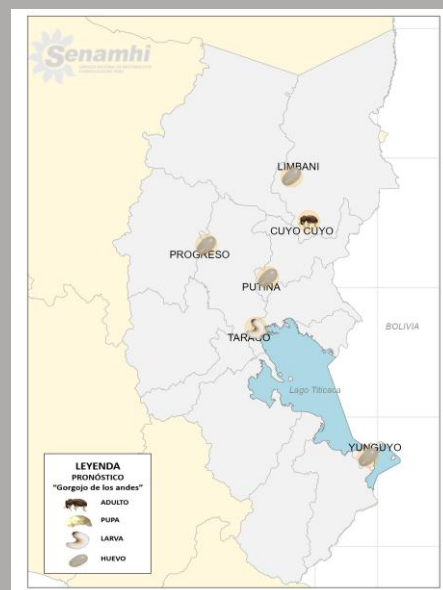 Senamhi
LIMBANI
CUYO CUYO
PROGRESO
PUTINA
TARACO
BOLIVIA
Lago Titicaca
YUNGUYO
LEYENDA
PRONÓSTICO
“Gorgojo de los andes”
ADULTO
PUPA
LARVA
HUEVO